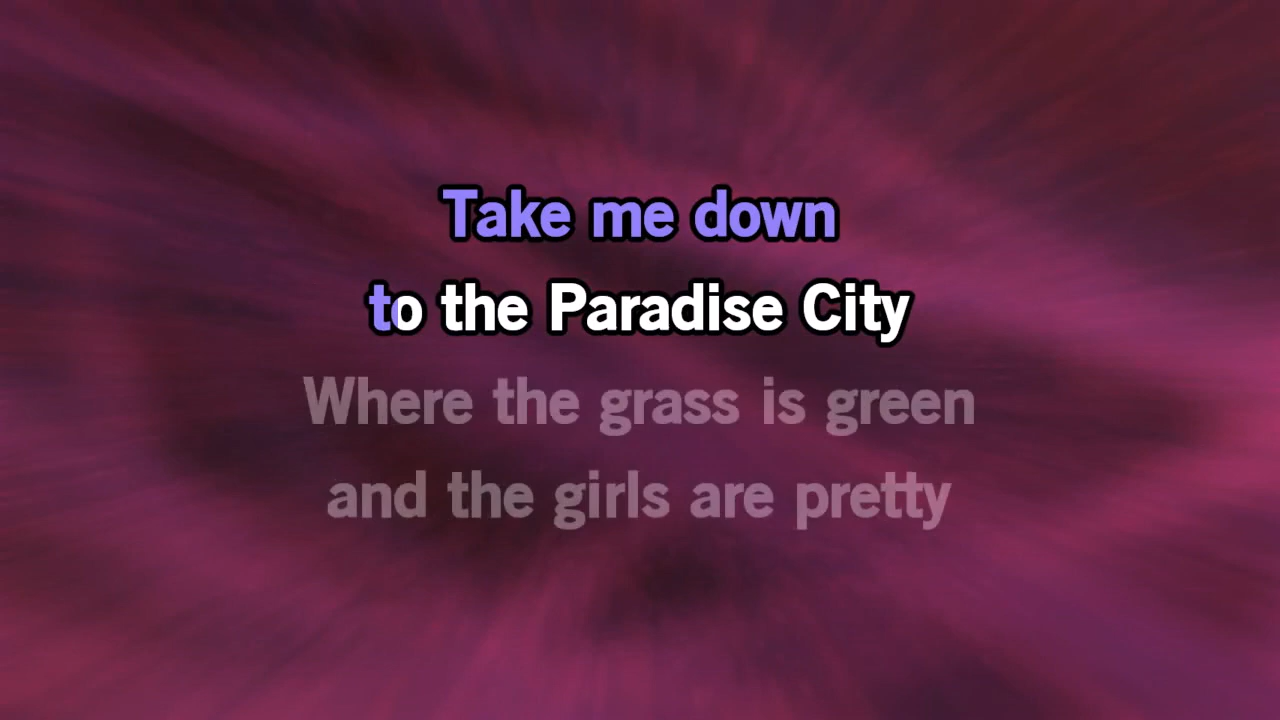 Take me down
to the Paradise City
Where the grass is green
and the girls are pretty